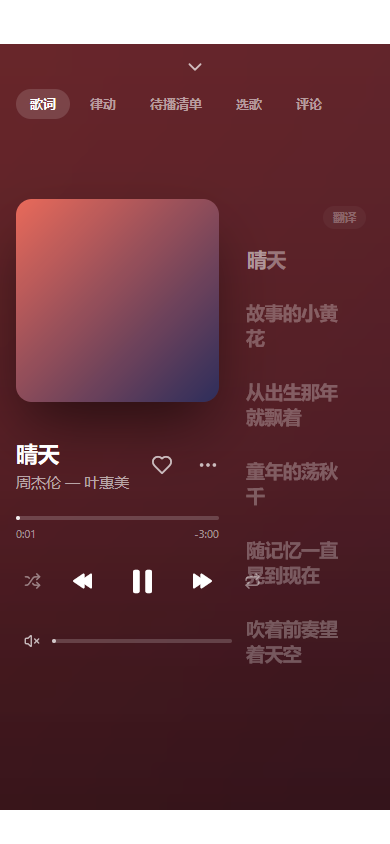 歌词
律动
待播清单
选歌
评论
翻译
晴天
故事的小黄
花
从出生那年
就飘着
童年的荡秋
千
随记忆一直
晃到现在
吹着前奏望
着天空
晴天
周杰伦 — 叶惠美
0:01
-3:00